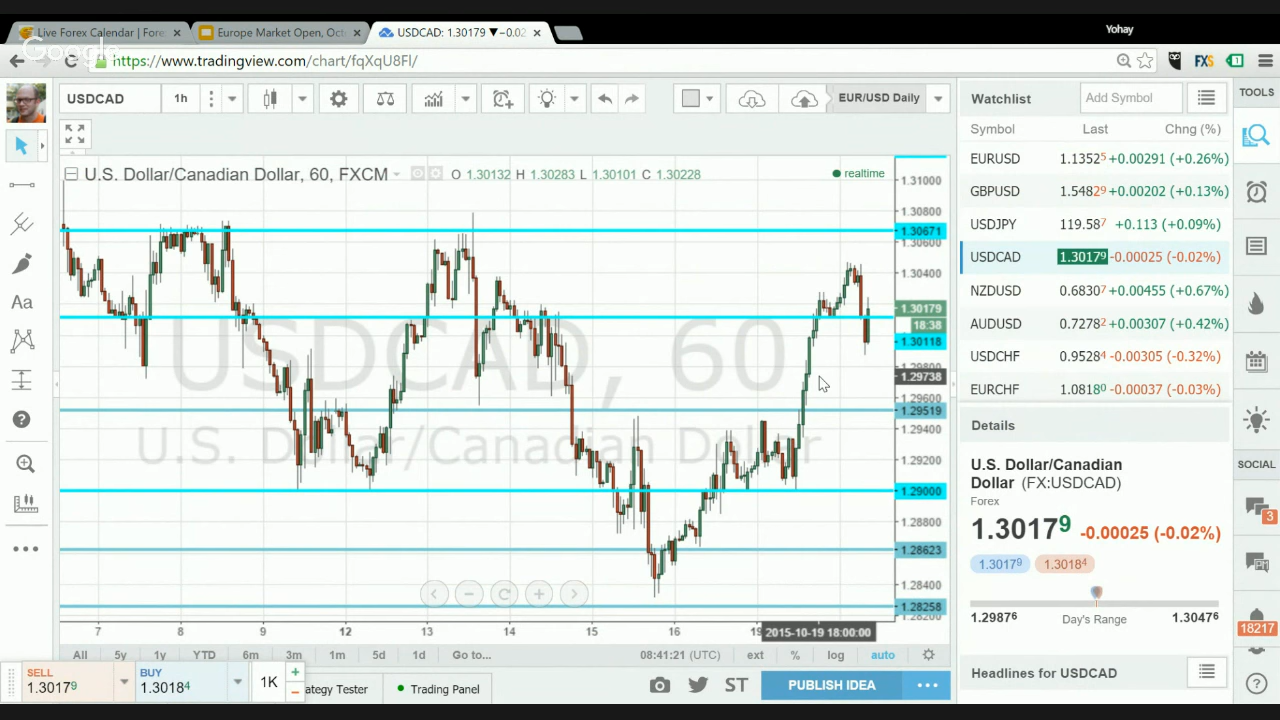 Yohay
Live Forex Calendar | Fore
Europe Market Open, Oct
USDCAD: 1.30179 ▼−0.02
Google
https://www.tradingview.com/chart/fqXqU8Fl/
FXS
1
USDCAD
1h
EUR/USD Daily
Watchlist
Add Symbol
TOOLS
Symbol Last Chng (%)
EURUSD 1.13525 +0.00291 (+0.26%)
GBPUSD 1.54829 +0.00202 (+0.13%)
USDJPY 119.587 +0.113 (+0.09%)
USDCAD 1.30179 -0.00025 (-0.02%)
NZDUSD 0.68307 +0.00455 (+0.67%)
AUDUSD 0.72782 +0.00307 (+0.42%)
USDCHF 0.95284 -0.00305 (-0.32%)
EURCHF 1.08180 -0.00037 (-0.03%)
U.S. Dollar/Canadian Dollar, 60, FXCM
O 1.30132 H 1.30283 L 1.30101 C 1.30228
realtime
1.31000
1.30800
1.30671
1.30600
1.30400
1.30179
18:38
1.30118
1.29800
1.29738
1.29600
1.29519
1.29400
1.29200
1.29000
1.28800
1.28623
1.28400
1.28258
1.28200
USDCAD, 60
U.S. Dollar/Canadian Dollar
7 8 9 12 13 14 15 16 19
2015-10-19 18:00:00
Details
U.S. Dollar/Canadian
Dollar (FX:USDCAD)
Forex
1.30179 -0.00025 (-0.02%)
1.30179 1.30184
1.29876 Day's Range 1.30476
Headlines for USDCAD
SOCIAL
3
18217
All 5y 1y YTD 6m 3m 1m 5d 1d Go to...
08:41:21 (UTC)
ext % log auto
SELL
1.30179
BUY
1.30184
1K
ategy Tester
Trading Panel
ST
PUBLISH IDEA